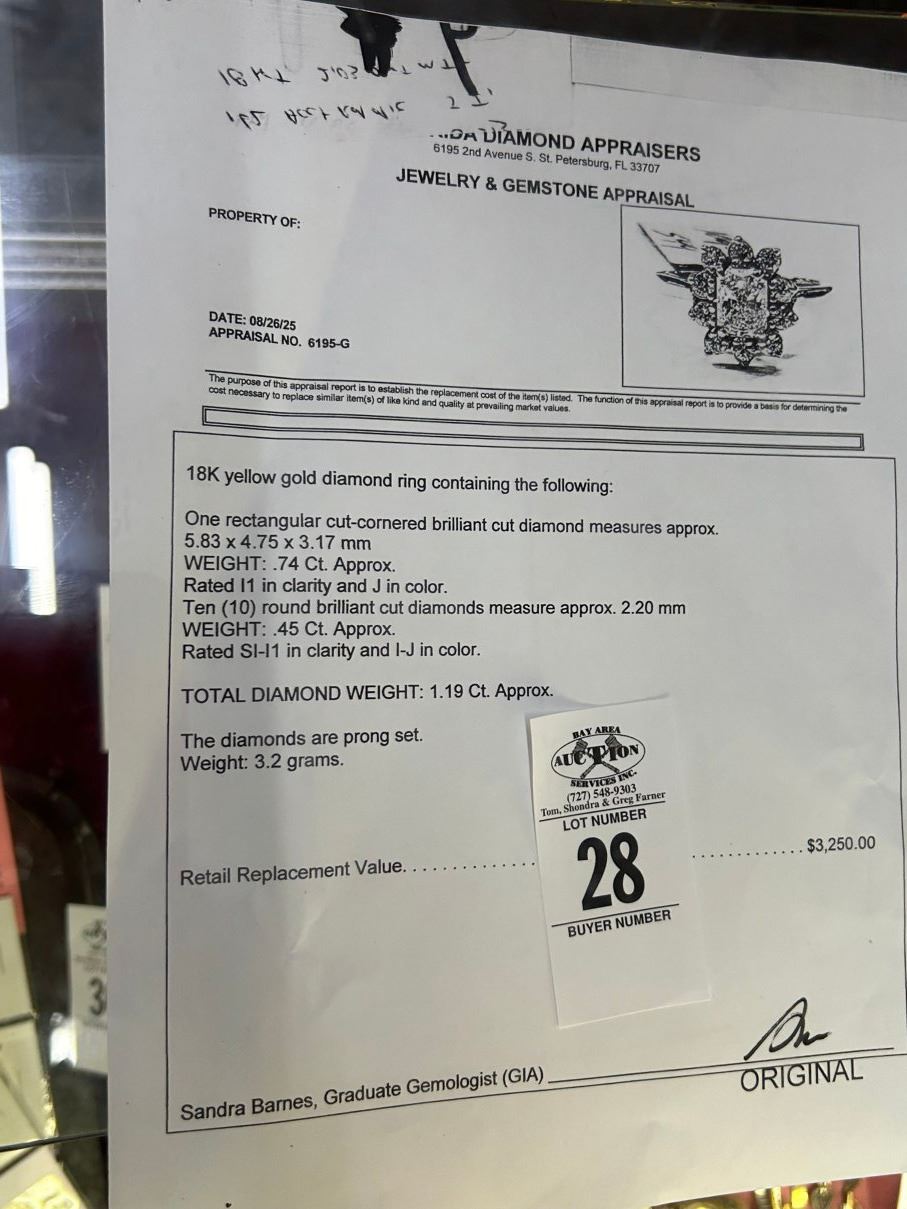 18 KT
DIAMOND APPRAISERS
6195 2nd Avenue S. St. Petersburg, FL 33707
JEWELRY & GEMSTONE APPRAISAL
PROPERTY OF:
DATE: 08/26/25
APPRAISAL NO. 6195-G
The purpose of this appraisal report is to establish the replacement cost of the item(s) listed. The function of this appraisal report is to provide a basis for determining the
cost necessary to replace similar item(s) of like kind and quality at prevailing market values.
18K yellow gold diamond ring containing the following:
One rectangular cut-cornered brilliant cut diamond measures approx.
5.83 x 4.75 x 3.17 mm
WEIGHT: .74 Ct. Approx.
Rated I1 in clarity and J in color.
Ten (10) round brilliant cut diamonds measure approx. 2.20 mm
WEIGHT: .45 Ct. Approx.
Rated SI-I1 in clarity and I-J in color.
TOTAL DIAMOND WEIGHT: 1.19 Ct. Approx.
The diamonds are prong set.
Weight: 3.2 grams.
BAY AREA
AUCTION
SERVICES INC.
(727) 548-9303
Tom, Shondra & Greg Farner
LOT NUMBER
28
BUYER NUMBER
Retail Replacement Value. . . . . . . . . . . . . . . . . . . . . . . . . $3,250.00
Sandra Barnes, Graduate Gemologist (GIA)
ORIGINAL
3